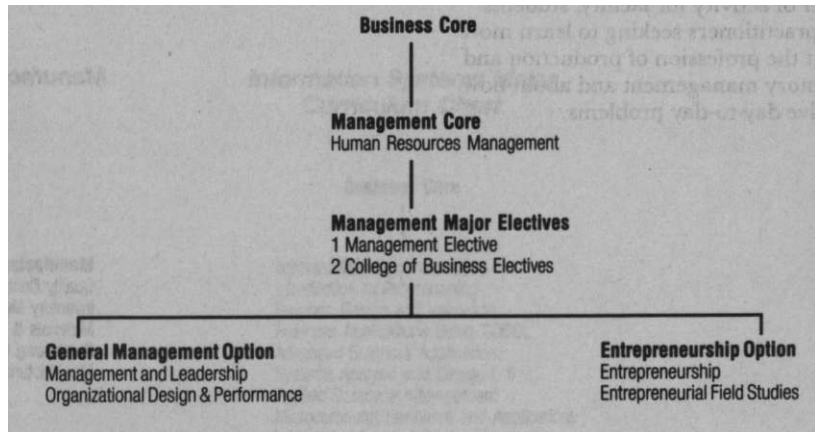 Business Core
Management Core
Human Resources Management
Management Major Electives
1 Management Elective
2 College of Business Electives
General Management Option
Management and Leadership
Organizational Design & Performance
Entrepreneurship Option
Entrepreneurship
Entrepreneurial Field Studies